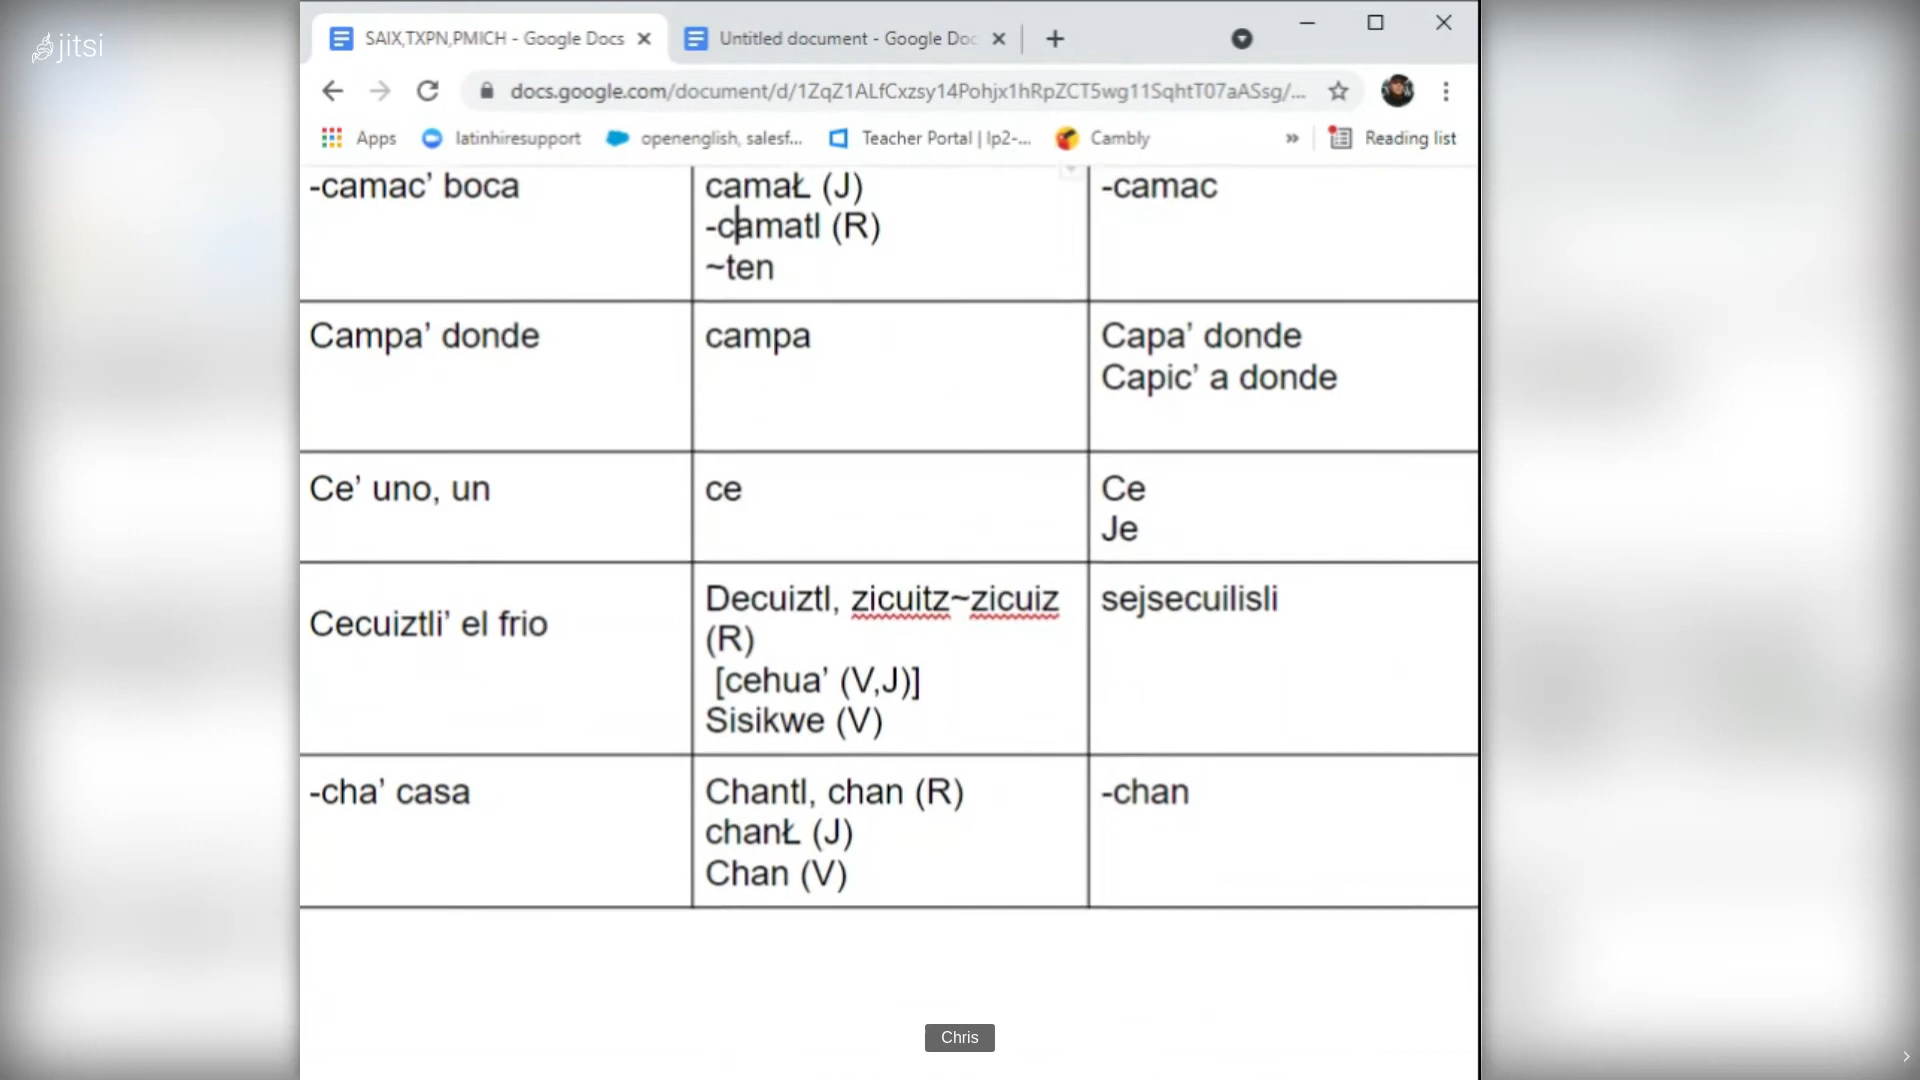 jitsi
SAIX,TXPN,PMICH - Google Docs
Untitled document - Google Doc
docs.google.com/document/d/1ZqZ1ALfCxzsy14Pohjx1hRpZCT5wg11SqhtT07aASsg/...
Apps
latinhiresupport
openenglish, salesf...
Teacher Portal | lp2-...
Cambly
»
Reading list
-camac’ boca
camaŁ (J)
-camatl (R)
~ten
-camac
Campa’ donde
campa
Capa’ donde
Capic’ a donde
Ce’ uno, un
ce
Ce
Je
Cecuiztli’ el frio
Decuiztl, zicuitz~zicuiz
(R)
[cehua’ (V,J)]
Sisikwe (V)
sejsecuilisli
-cha’ casa
Chantl, chan (R)
chanŁ (J)
Chan (V)
-chan
Chris